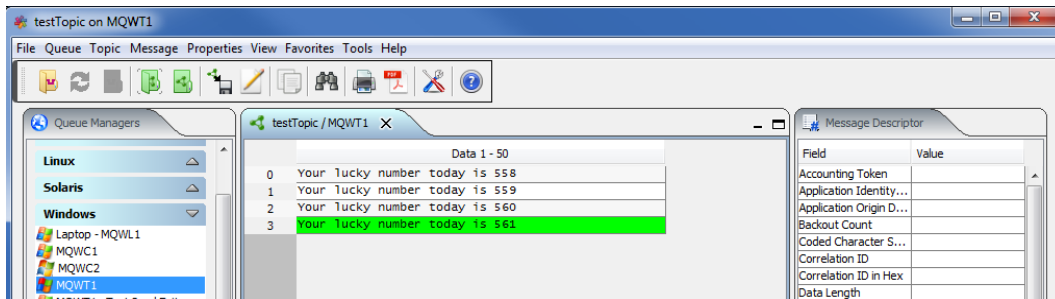 testTopic on MQWT1
File Queue Topic Message Properties View Favorites Tools Help
PDF
Queue Managers
Linux
Solaris
Windows
Laptop - MQWL1
MQWC1
MQWC2
MQWT1
testTopic / MQWT1 X
Data 1 - 50
0 Your lucky number today is 558
1 Your lucky number today is 559
2 Your lucky number today is 560
3 Your lucky number today is 561
Message Descriptor
Field Value
Accounting Token
Application Identity...
Application Origin D...
Backout Count
Coded Character S...
Correlation ID
Correlation ID in Hex
Data Length